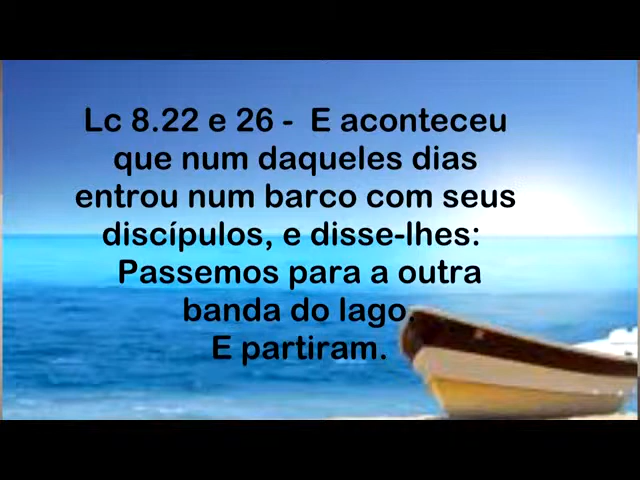 Lc 8.22 e 26 - E aconteceu
que num daqueles dias
entrou num barco com seus
discípulos, e disse-lhes:
Passemos para a outra
banda do lago.
E partiram.